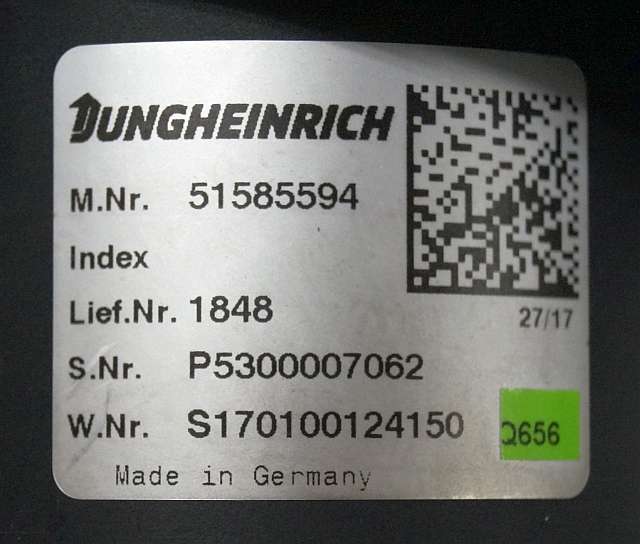 JUNGHEINRICH
M.Nr. 51585594
Index
Lief.Nr. 1848
27/17
S.Nr. P5300007062
W.Nr. S170100124150
Q656
Made in Germany